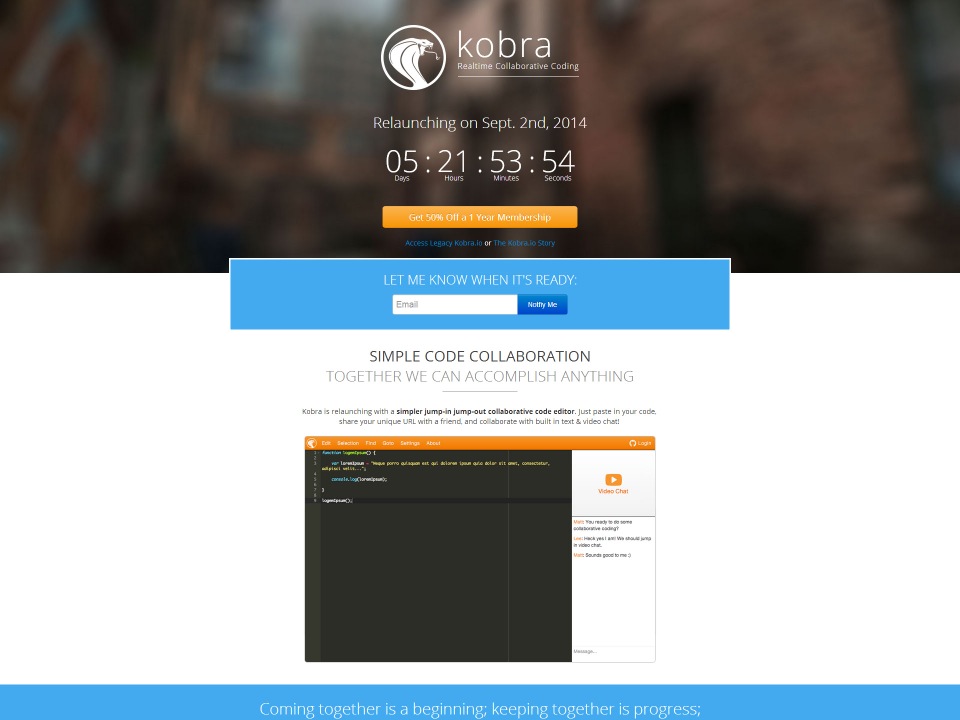 kobra
Realtime Collaborative Coding
Relaunching on Sept. 2nd, 2014
05 : 21 : 53 : 54
Days Hours Minutes Seconds
Get 50% Off a 1 Year Membership
Access Legacy Kobra.io or The Kobra.io Story
LET ME KNOW WHEN IT'S READY:
Email Notify Me
SIMPLE CODE COLLABORATION
TOGETHER WE CAN ACCOMPLISH ANYTHING
Kobra is relaunching with a simpler jump-in jump-out collaborative code editor. Just paste in your code,
share your unique URL with a friend, and collaborate with built in text & video chat!
Edit Selection Find Goto Settings About Login
1 function logemIpsum() {
2
3 var loremIpsum = "Neque porro quisquam est qui dolorem ipsum quia dolor sit amet, consectetur,
adipisci velit...";
4
5 console.log(loremIpsum);
6
7 }
8
9 logemIpsum();
Video Chat
Matt: You ready to do some
collaborative coding?
Lee: Heck yes I am! We should jump
in video chat.
Matt: Sounds good to me :)
Message...
Coming together is a beginning; keeping together is progress;